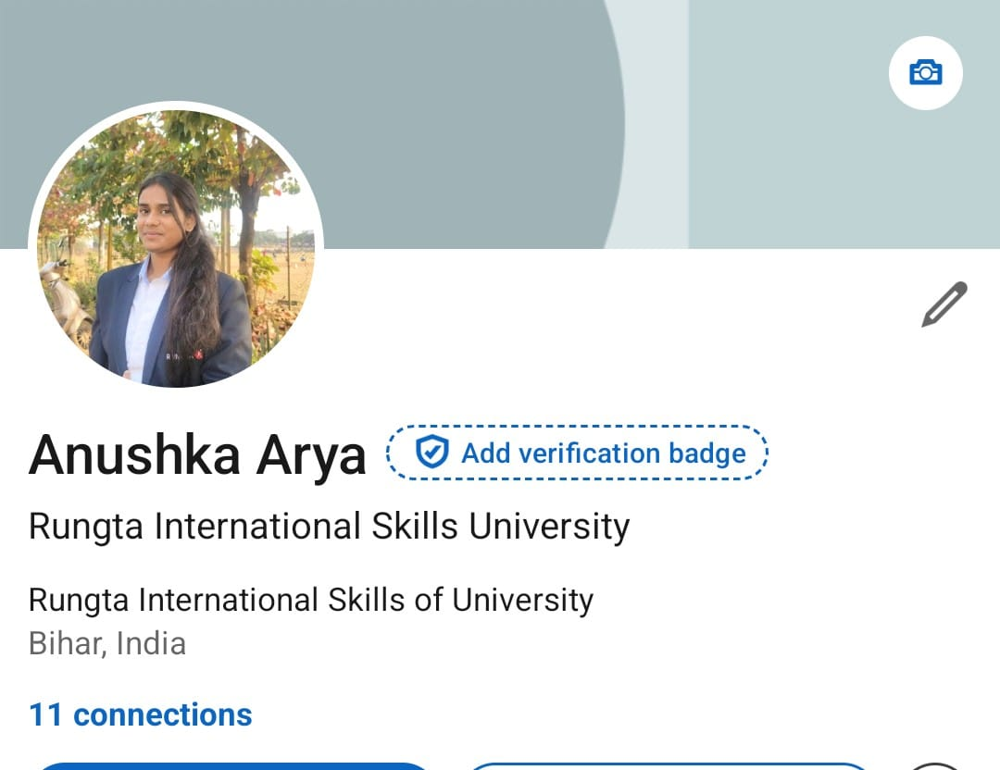 Anushka Arya Add verification badge
Rungta International Skills University
Rungta International Skills of University
Bihar, India
11 connections